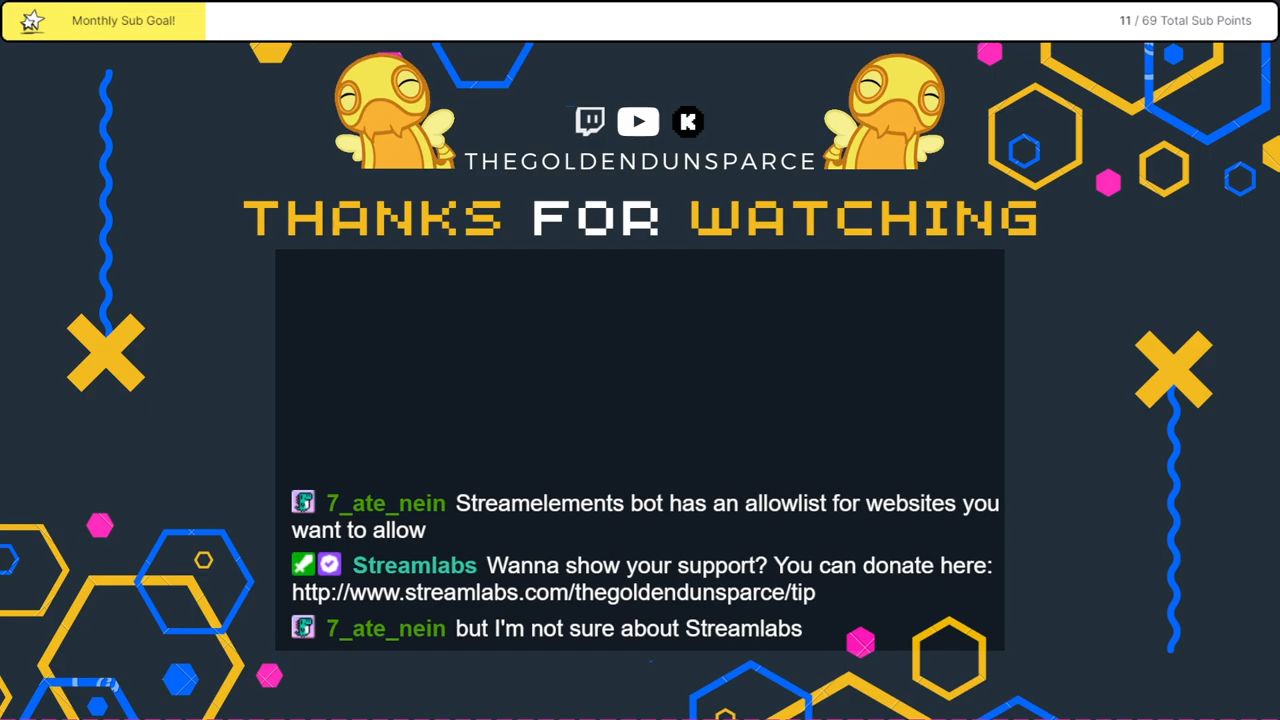 Monthly Sub Goal!
11 / 69 Total Sub Points
THEGOLDENDUNSPARCE
THANKS FOR WATCHING
7_ate_nein Streamelements bot has an allowlist for websites you
want to allow
Streamlabs Wanna show your support? You can donate here:
http://www.streamlabs.com/thegoldendunsparce/tip
7_ate_nein but I'm not sure about Streamlabs